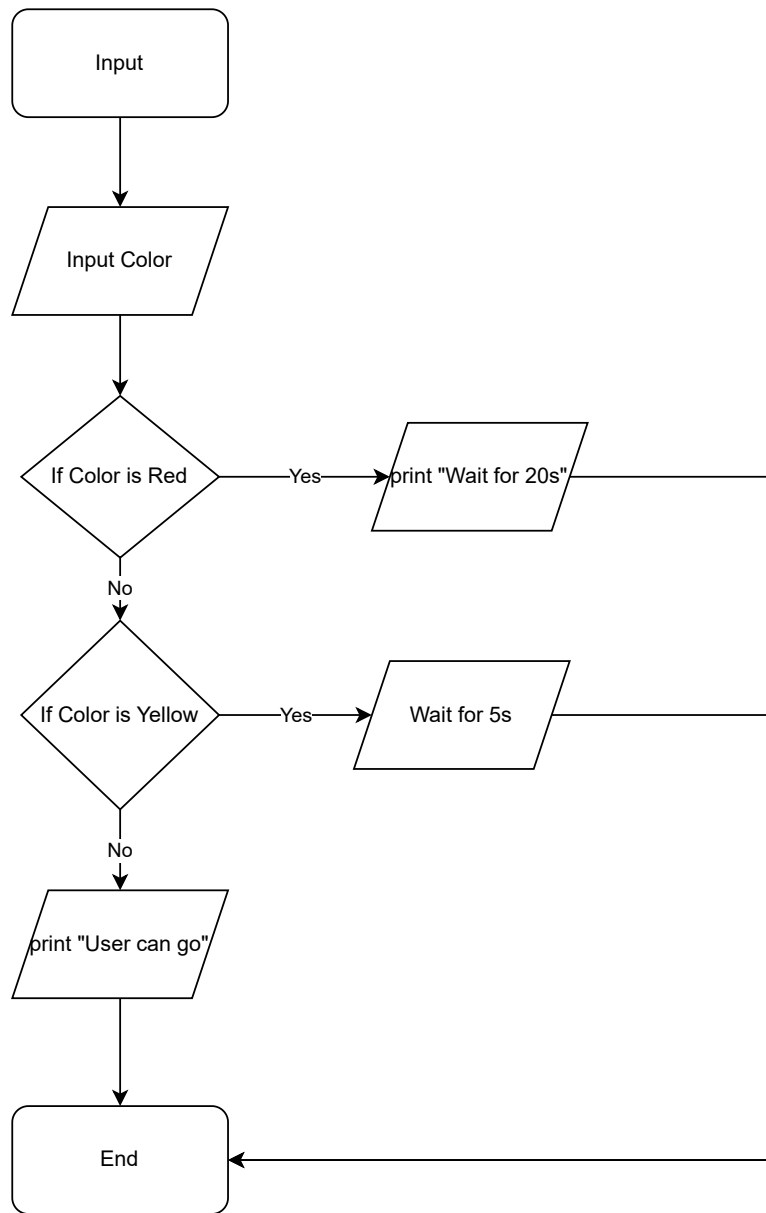 Input
Input Color
If Color is Red
Yes
print "Wait for 20s"
No
If Color is Yellow
Yes
Wait for 5s
No
print "User can go"
End